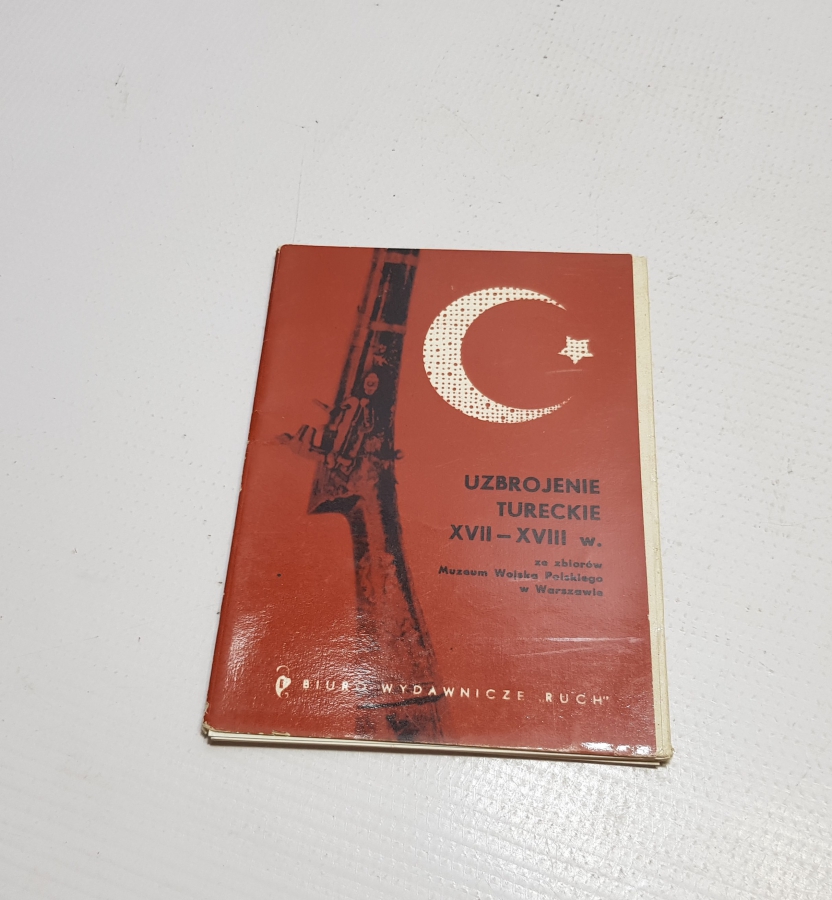 UZBROJENIE
TURECKIE
XVII – XVIII w.
ze zbiorów
Muzeum Wojska Polskiego
w Warszawie
BIURO WYDAWNICZE „RUCH"